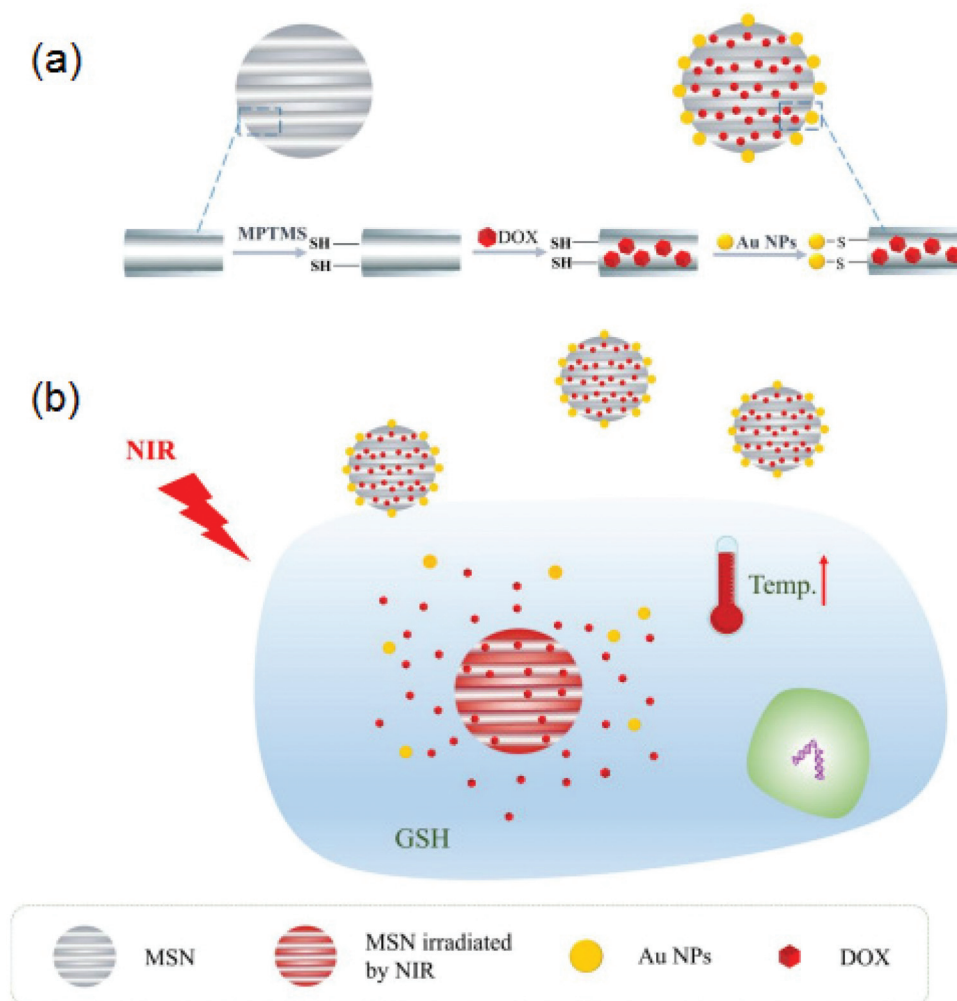 (a)
MPTMS
SH
SH
DOX
SH
SH
Au NPs
S
S
(b)
NIR
Temp.
GSH
MSN
MSN irradiated
by NIR
Au NPs
DOX